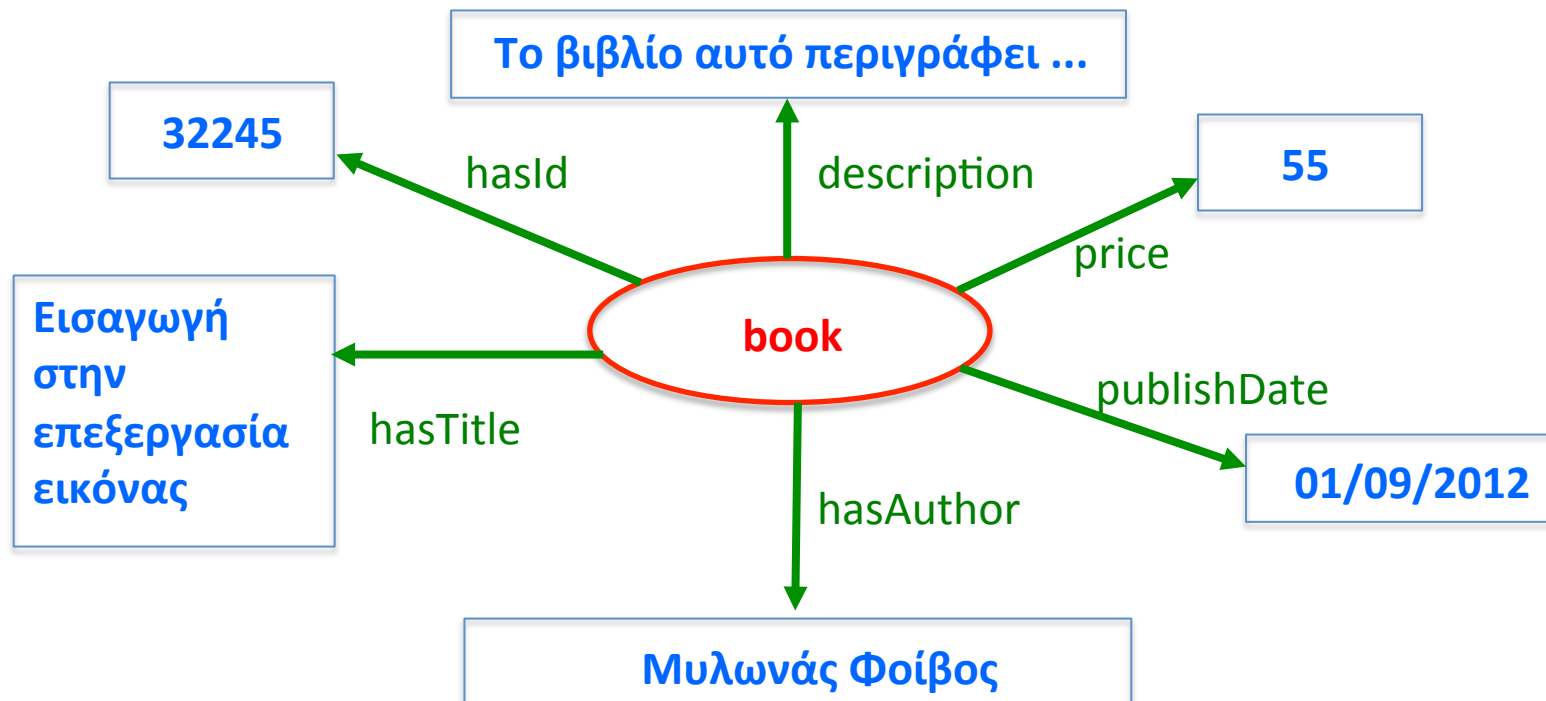 Το βιβλίο αυτό περιγράφει ...
32245
hasId
description
55
price
book
Εισαγωγή
στην
επεξεργασία
εικόνας
hasTitle
publishDate
01/09/2012
hasAuthor
Μυλωνάς Φοίβος